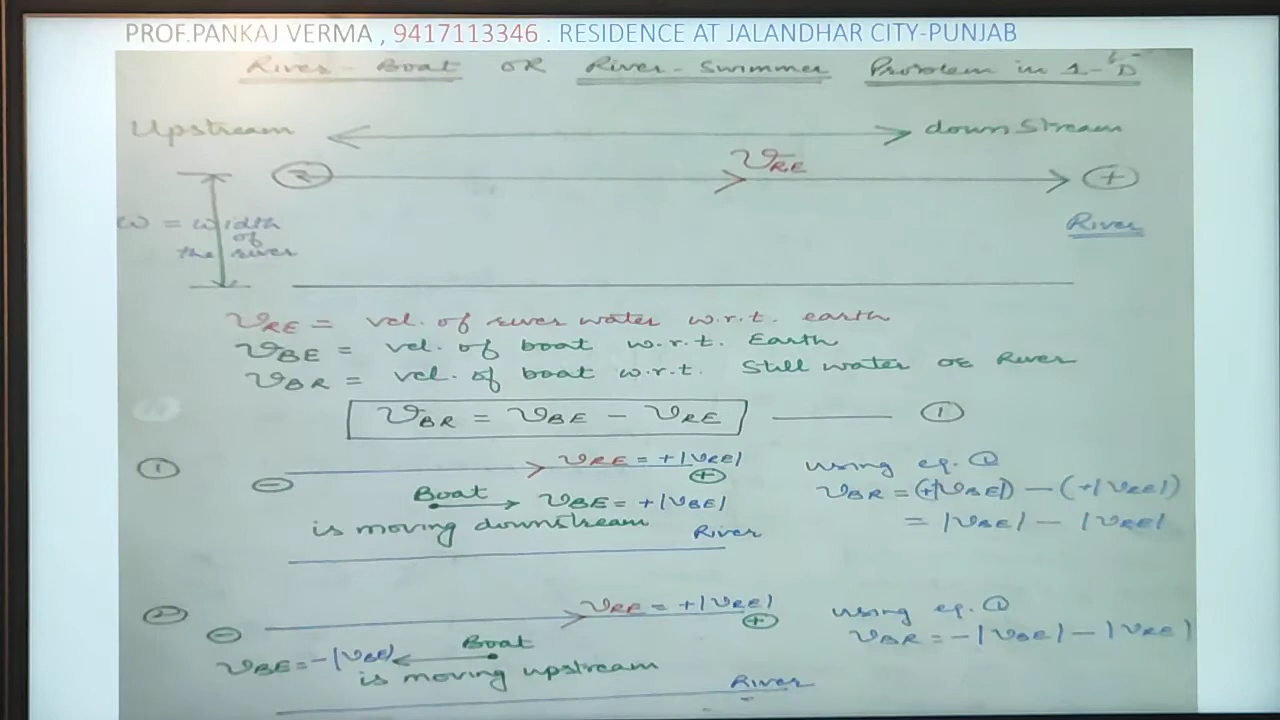 PROF.PANKAJ VERMA , 9417113346 . RESIDENCE AT JALANDHAR CITY-PUNJAB
River-Boat OR River-Swimmer Problem in 1-D
Upstream downStream
VRE
+
W = width of the river
River
VRE = vel. of river water w.r.t. earth
VBE = vel. of boat w.r.t. Earth
VBR = vel. of boat w.r.t. Still water or River
VBR = VBE - VRE ① 
① VRE = +|VRE| using eq. ①
- + VBR = (+|VBE|) - (+|VRE|)
Boat VBE = +|VBE|
is moving downstream = |VBE| - |VRE|
River
② VRE = +|VRE| using eq. ①
- + VBR = -|VBE| - |VRE|
VBE = -|VBE| Boat
is moving upstream
River